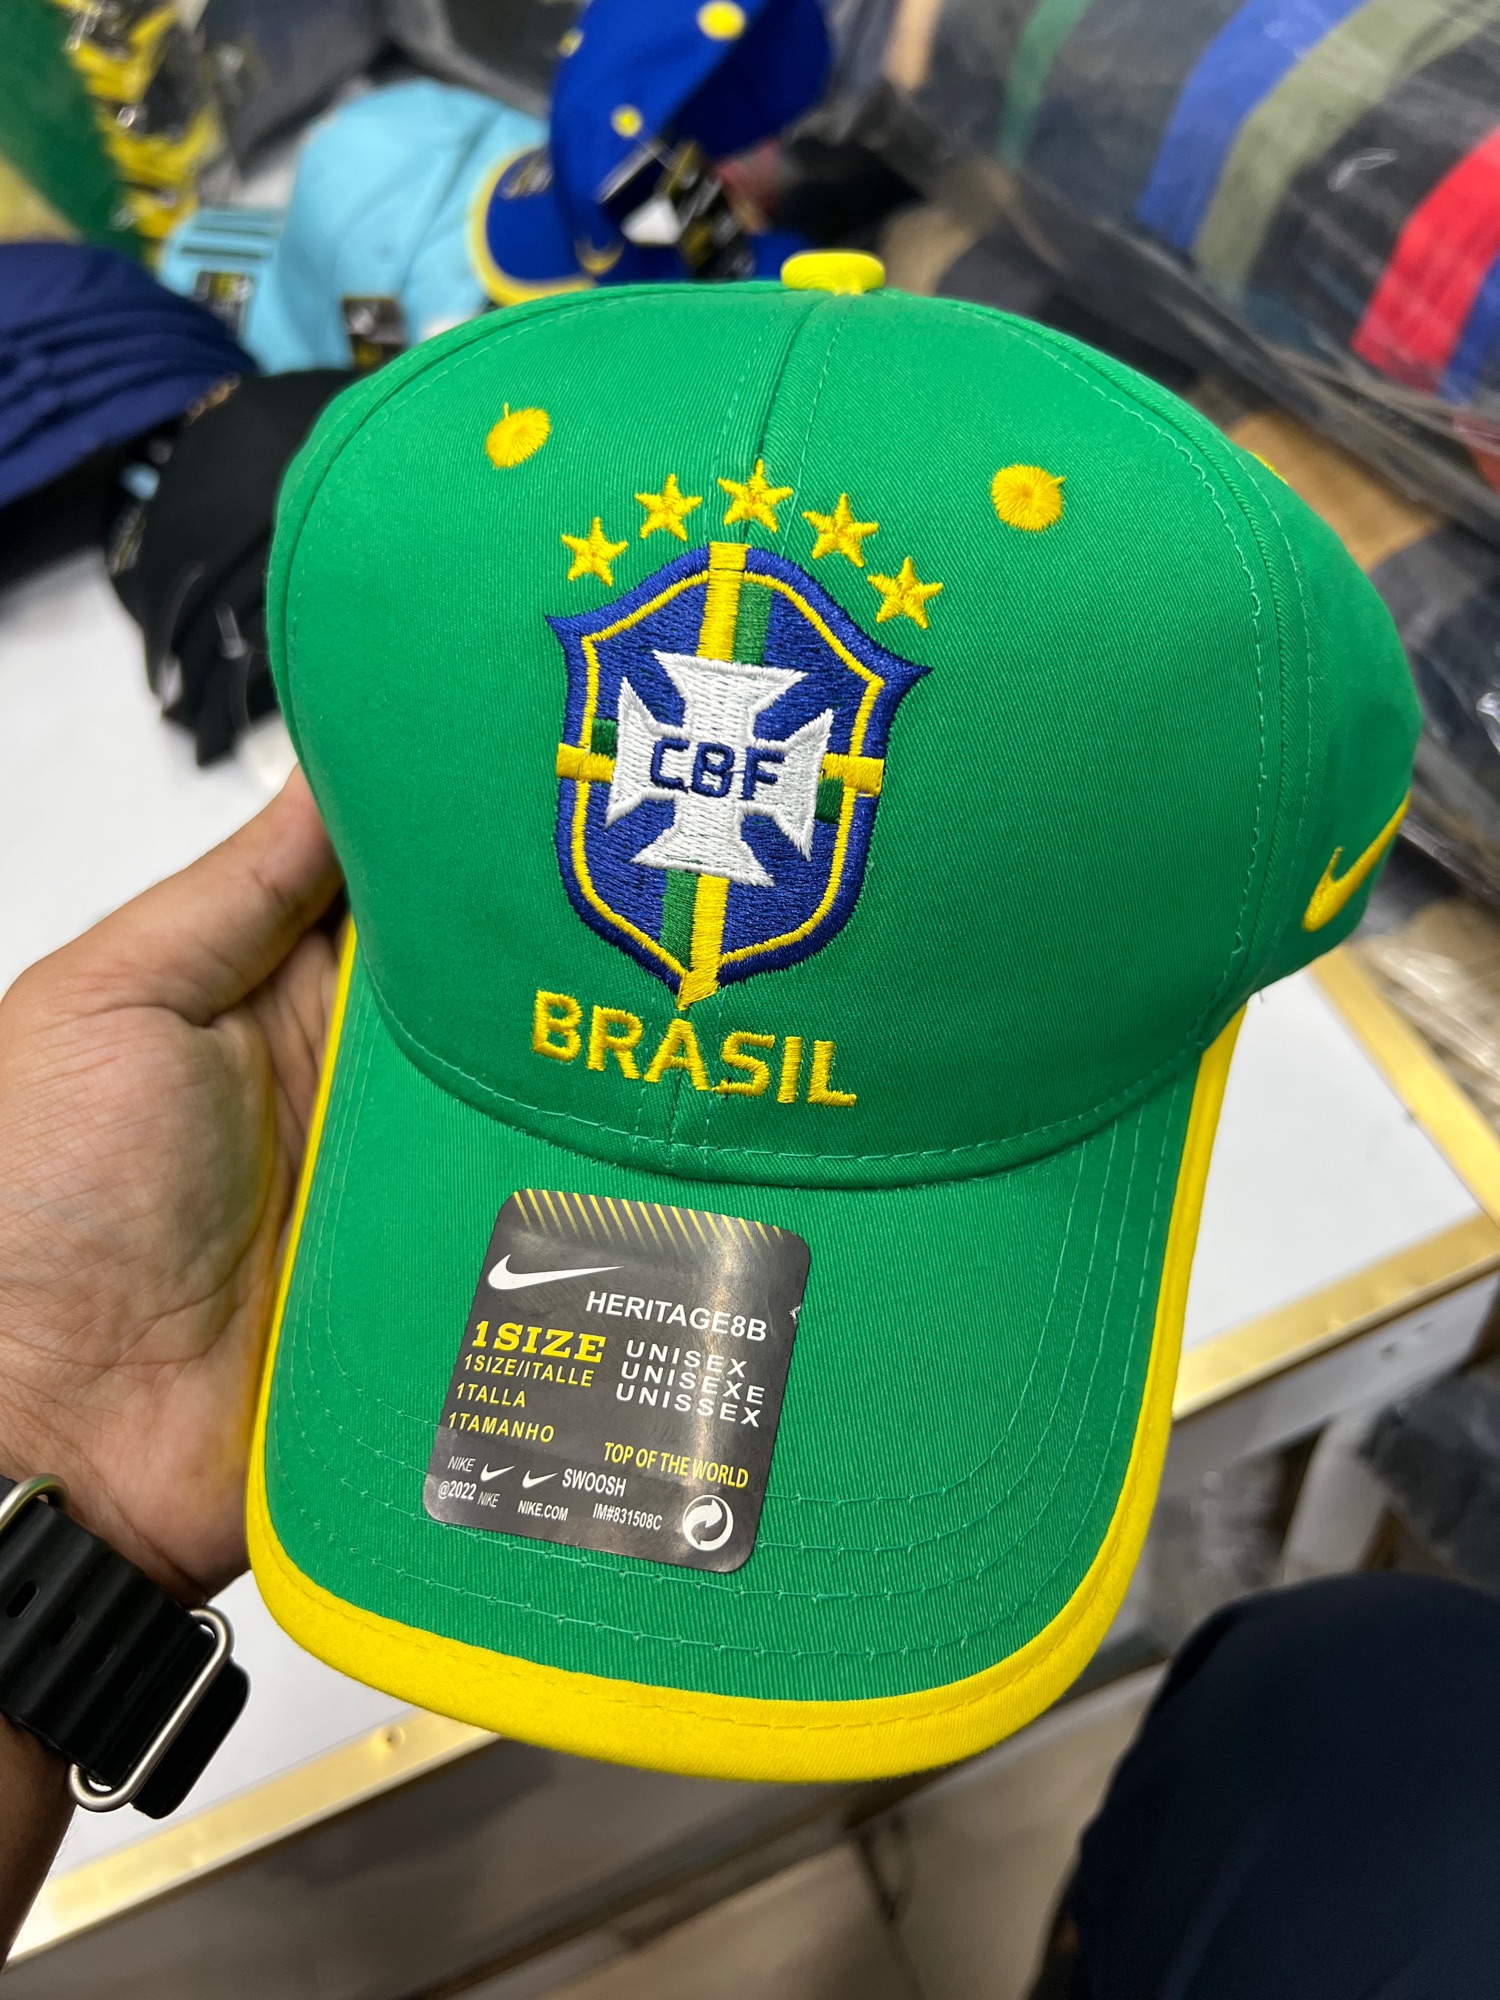 CBF
BRASIL
HERITAGE8B
1SIZE
1SIZE/1TALLE
1TALLA
1TAMANHO
UNISEX
UNISEXE
UNISSEX
TOP OF THE WORLD
NIKE SWOOSH
@2022 NIKE NIKE.COM IM#831508C